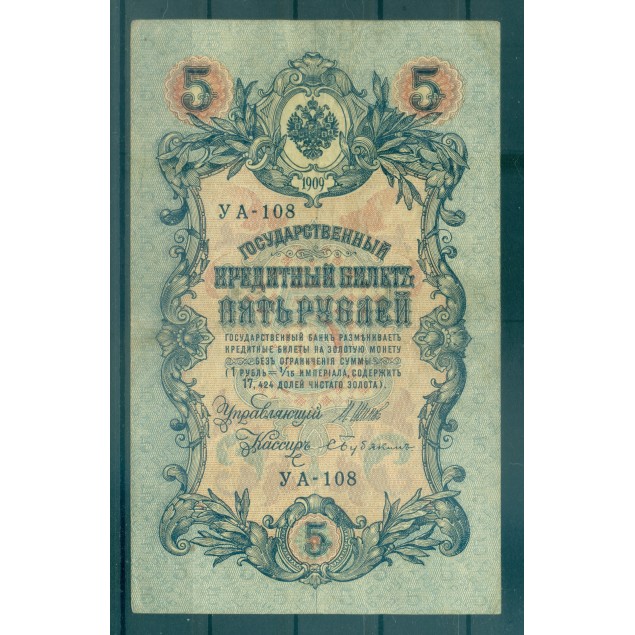 5 5
1909
УА-108
ГОСУДАРСТВЕННЫЙ
КРЕДИТНЫЙ БИЛЕТЪ
ПЯТЬ РУБЛЕЙ
ГОСУДАРСТВЕННЫЙ БАНКЪ РАЗМѢНИВАЕТЪ
КРЕДИТНЫЕ БИЛЕТЫ НА ЗОЛОТУЮ МОНЕТУ
БЕЗЪ ОГРАНИЧЕНІЯ СУММЫ
(1 РУБЛЬ = 1/15 ИМПЕРІАЛА, СОДЕРЖИТЪ
17,424 ДОЛЕЙ ЧИСТАГО ЗОЛОТА).
Управляющій
Кассиръ
УА-108
5